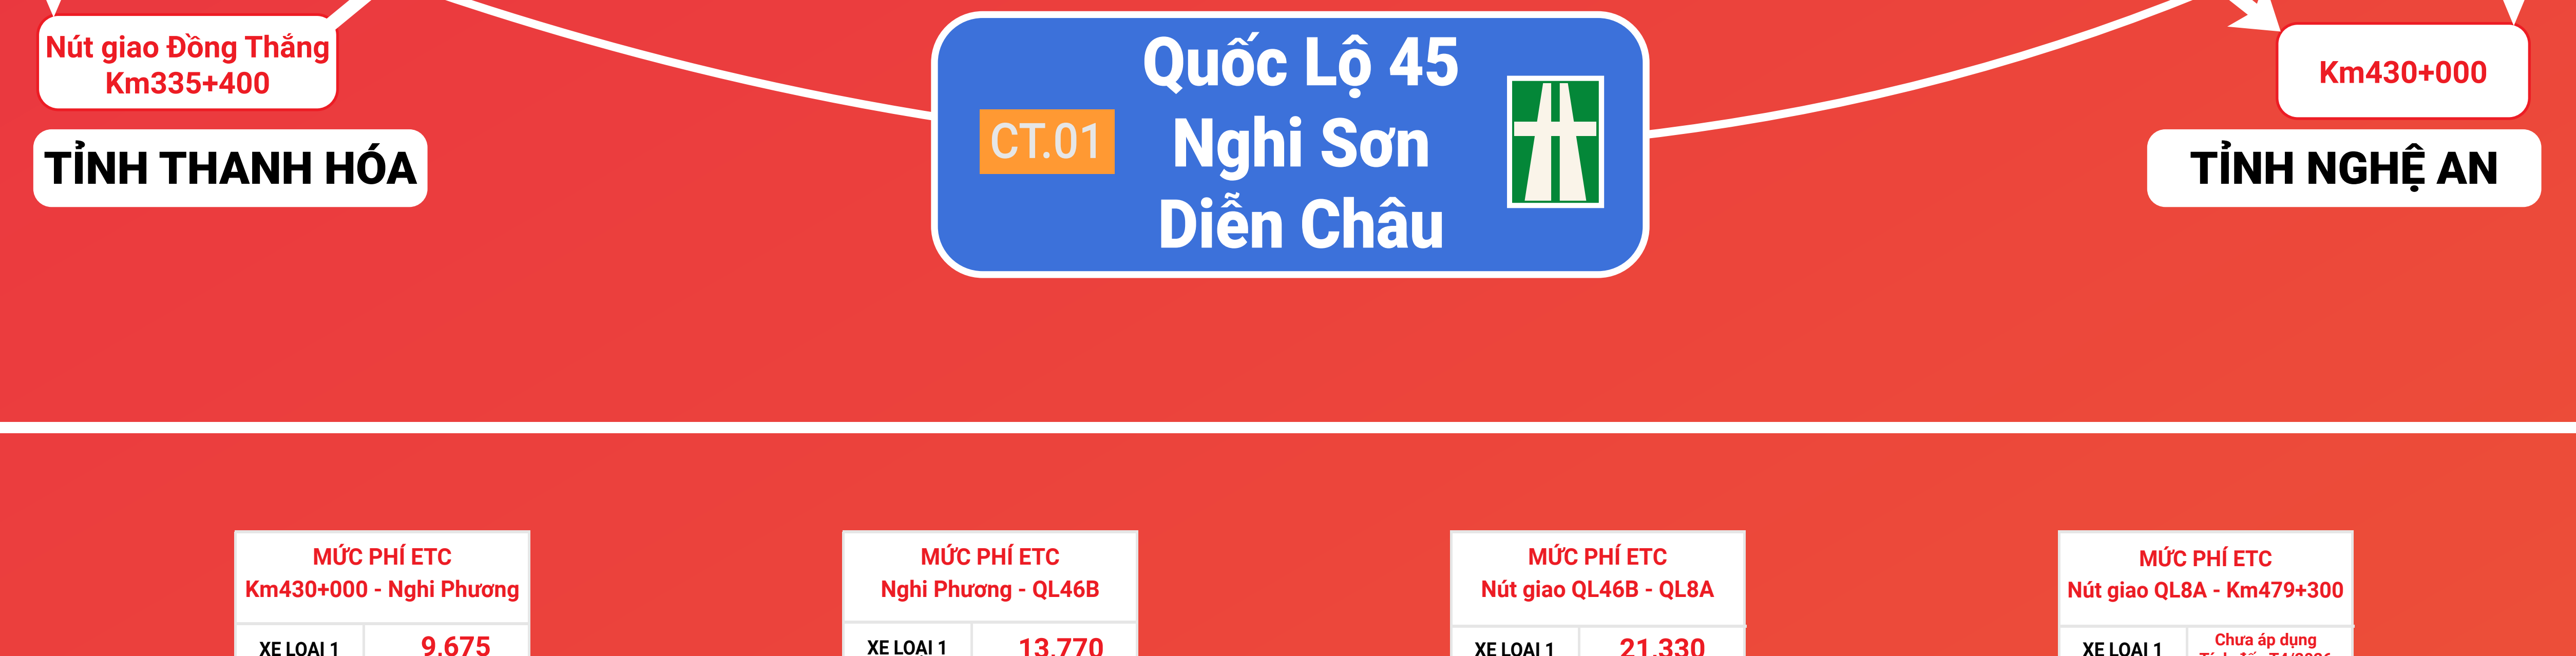 Nút giao Đồng Thắng
Km335+400
TỈNH THANH HÓA
CT.01
Quốc Lộ 45
Nghi Sơn
Diễn Châu
Km430+000
TỈNH NGHỆ AN
MỨC PHÍ ETC
Km430+000 - Nghi Phương
XE LOẠI 1
9,675
MỨC PHÍ ETC
Nghi Phương - QL46B
XE LOẠI 1
13,770
MỨC PHÍ ETC
Nút giao QL46B - QL8A
XE LOẠI 1
21,330
MỨC PHÍ ETC
Nút giao QL8A - Km479+300
XE LOẠI 1
Chưa áp dụng